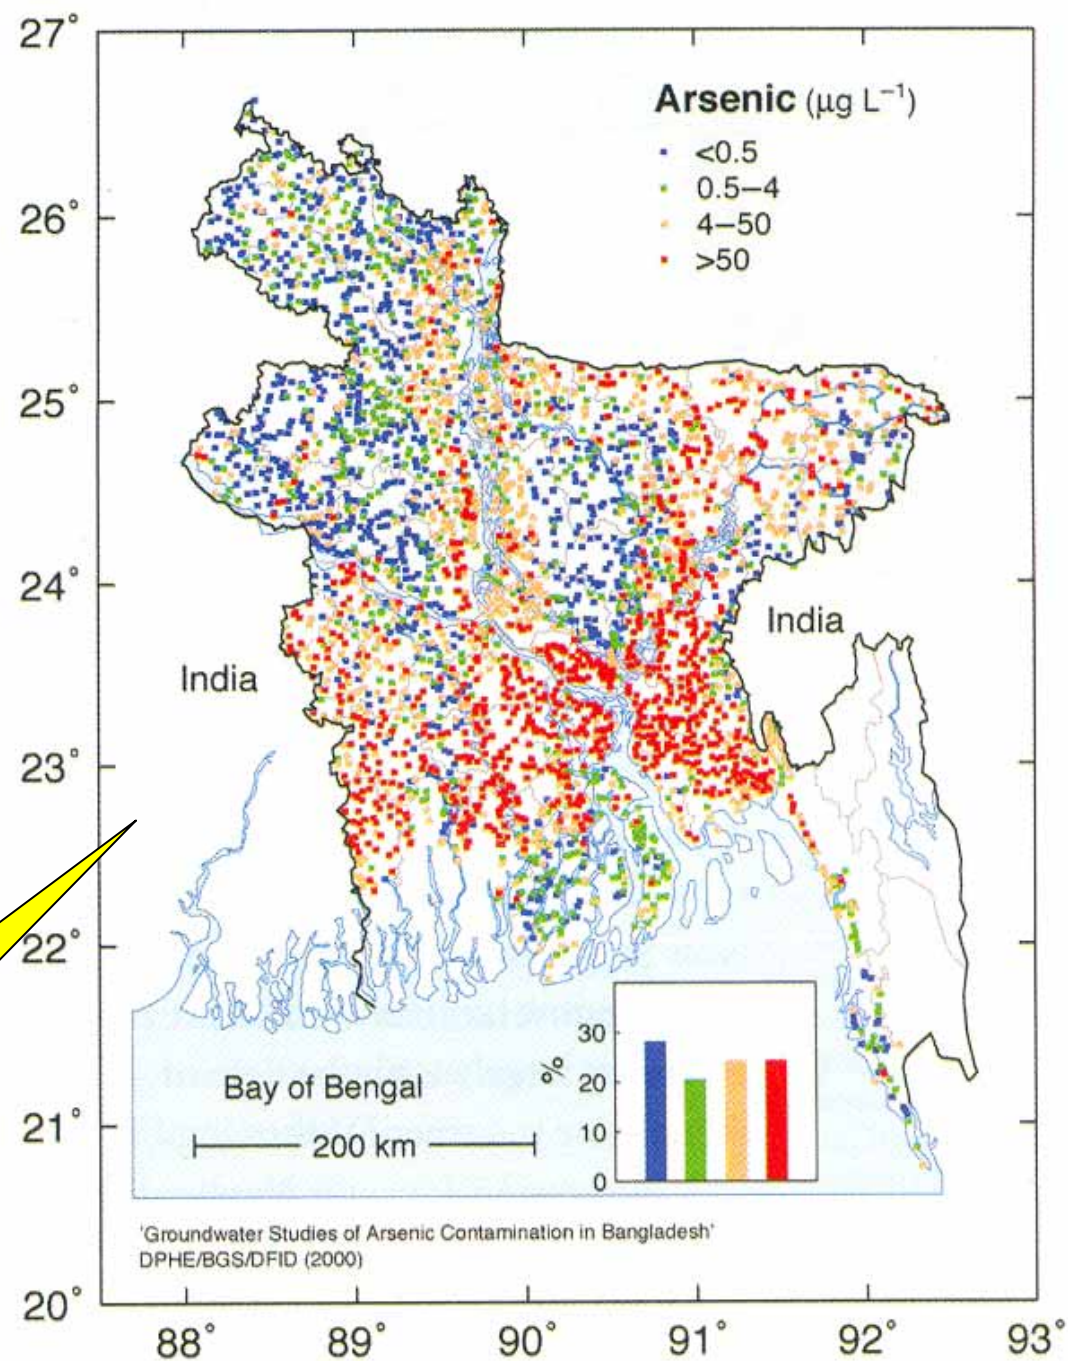 27°
26°
25°
24°
23°
22°
21°
20°
Arsenic (μg L⁻¹)
<0.5
0.5–4
4–50
>50
India
India
Bay of Bengal
200 km
%
30
20
10
0
'Groundwater Studies of Arsenic Contamination in Bangladesh'
DPHE/BGS/DFID (2000)
88° 89° 90° 91° 92° 93°